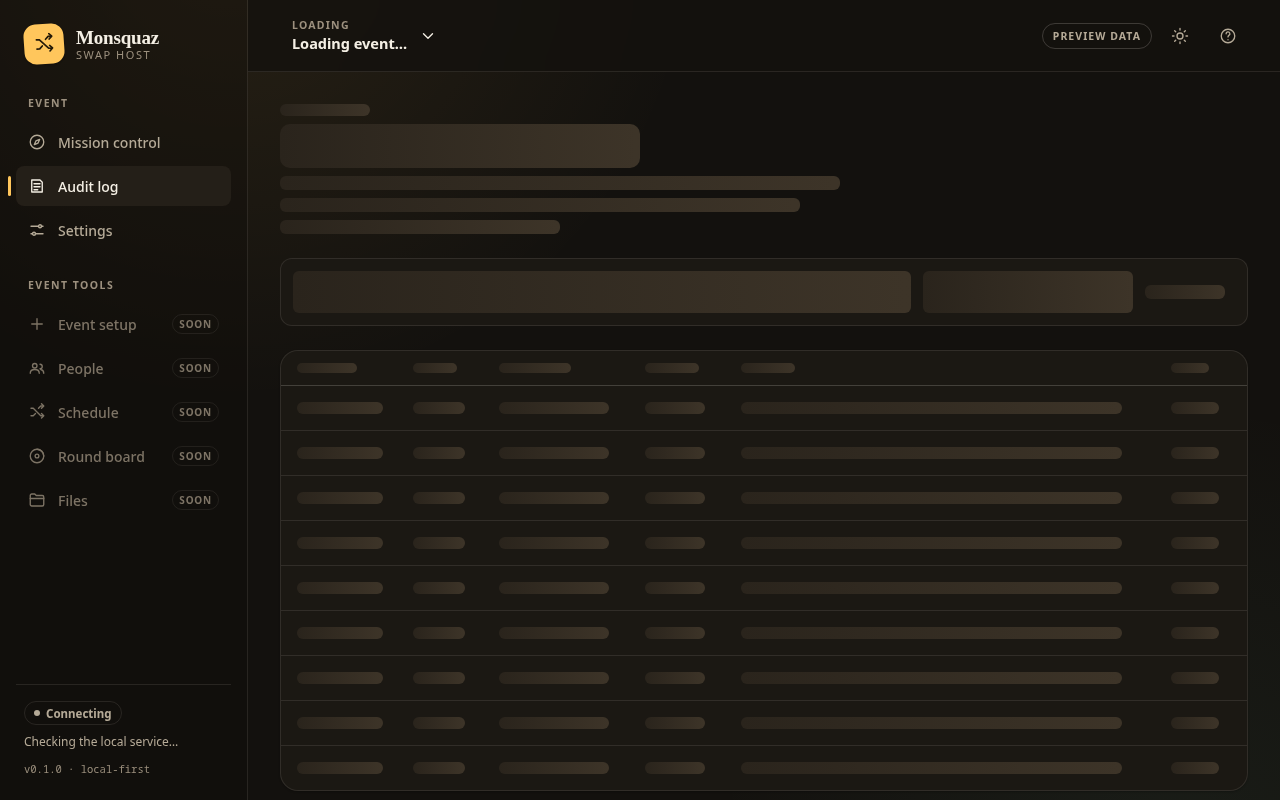 Monsquaz
SWAP HOST
EVENT
Mission control
Audit log
Settings
EVENT TOOLS
Event setup SOON
People SOON
Schedule SOON
Round board SOON
Files SOON
Connecting
Checking the local service…
v0.1.0 · local-first
LOADING
Loading event…
PREVIEW DATA